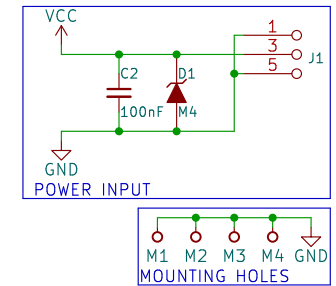 VCC
1
3
5
J1
C2
D1
100nF
M4
GND
POWER INPUT
M1 M2 M3 M4 GND
MOUNTING HOLES